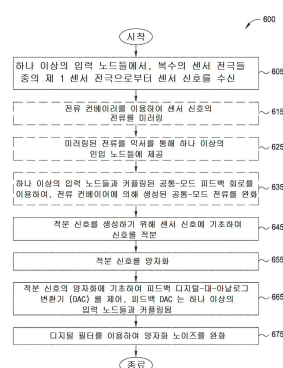 600
시작
하나 이상의 입력 노드들에서, 복수의 센서 전극들
중의 제 1 센서 전극으로부터 센서 신호를 수신
605
전류 컨베이어를 이용하여 센서 신호의
전류를 미러링
615
미러링된 전류를 믹서를 통해 하나 이상의
인입 노드들에 제공
625
하나 이상의 입력 노드들과 커플링된 공통-모드 피드백 회로를
이용하여, 전류 컨베이어에 의해 생성된 공통-모드 전류를 완화
635
적분 신호를 생성하기 위해 센서 신호에 기초하여
신호를 적분
645
적분 신호를 양자화
655
적분 신호의 양자화에 기초하여 피드백 디지털-대-아날로그
변환기 (DAC) 를 제어, 피드백 DAC 는 하나 이상의
입력 노드들과 커플링됨
665
디지털 필터를 이용하여 양자화 노이즈를 완화
675
종료